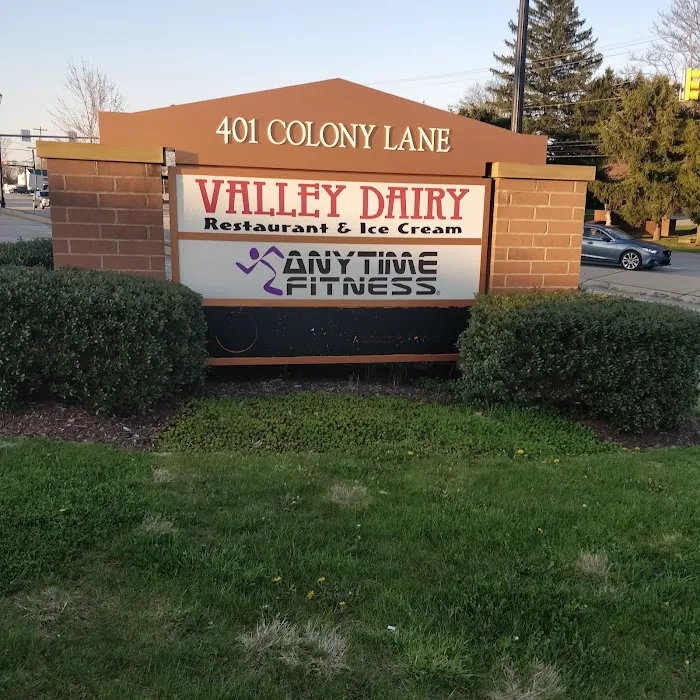 401 COLONY LANE
VALLEY DAIRY
Restaurant & Ice Cream
ANYTIME
FITNESS®